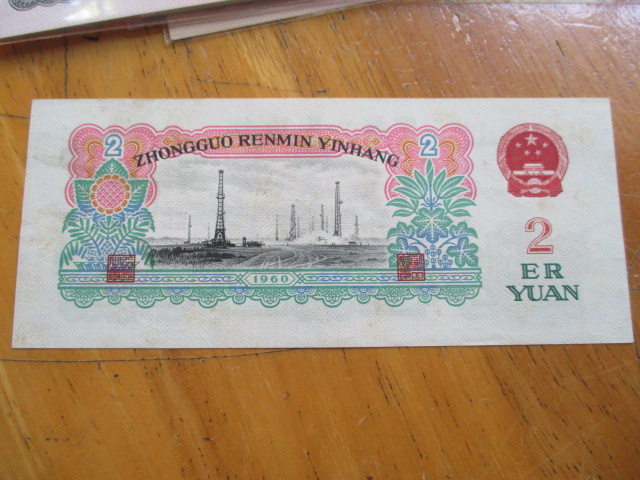 2
2
ZHONGGUO RENMIN YINHANG
1960
2
ER
YUAN